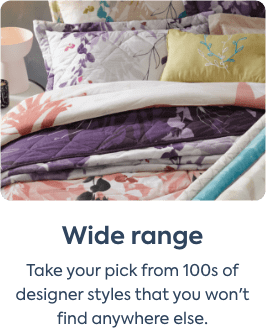 Wide range
Take your pick from 100s of
designer styles that you won't
find anywhere else.